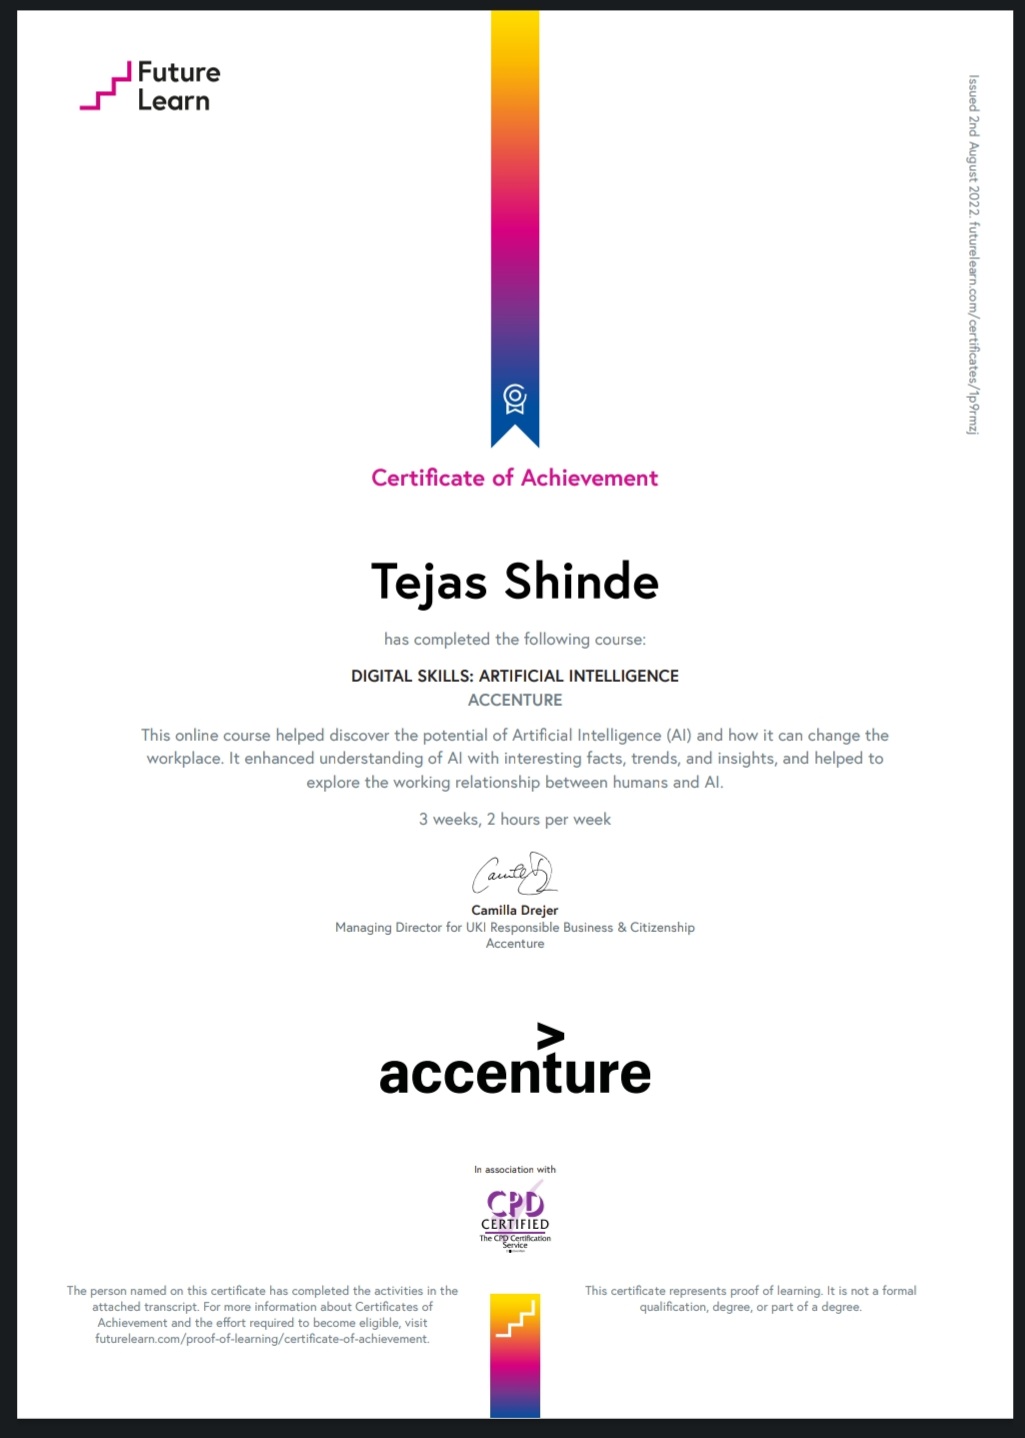 Future
Learn
Issued 2nd August 2022. futurelearn.com/certificates/1p9rmzj
Certificate of Achievement
Tejas Shinde
has completed the following course:
DIGITAL SKILLS: ARTIFICIAL INTELLIGENCE
ACCENTURE
This online course helped discover the potential of Artificial Intelligence (AI) and how it can change the
workplace. It enhanced understanding of AI with interesting facts, trends, and insights, and helped to
explore the working relationship between humans and AI.
3 weeks, 2 hours per week
Camilla Drejer
Managing Director for UKI Responsible Business & Citizenship
Accenture
accenture
In association with
CPD
CERTIFIED
The CPD Certification
Service
The person named on this certificate has completed the activities in the
attached transcript. For more information about Certificates of
Achievement and the effort required to become eligible, visit
futurelearn.com/proof-of-learning/certificate-of-achievement.
This certificate represents proof of learning. It is not a formal
qualification, degree, or part of a degree.